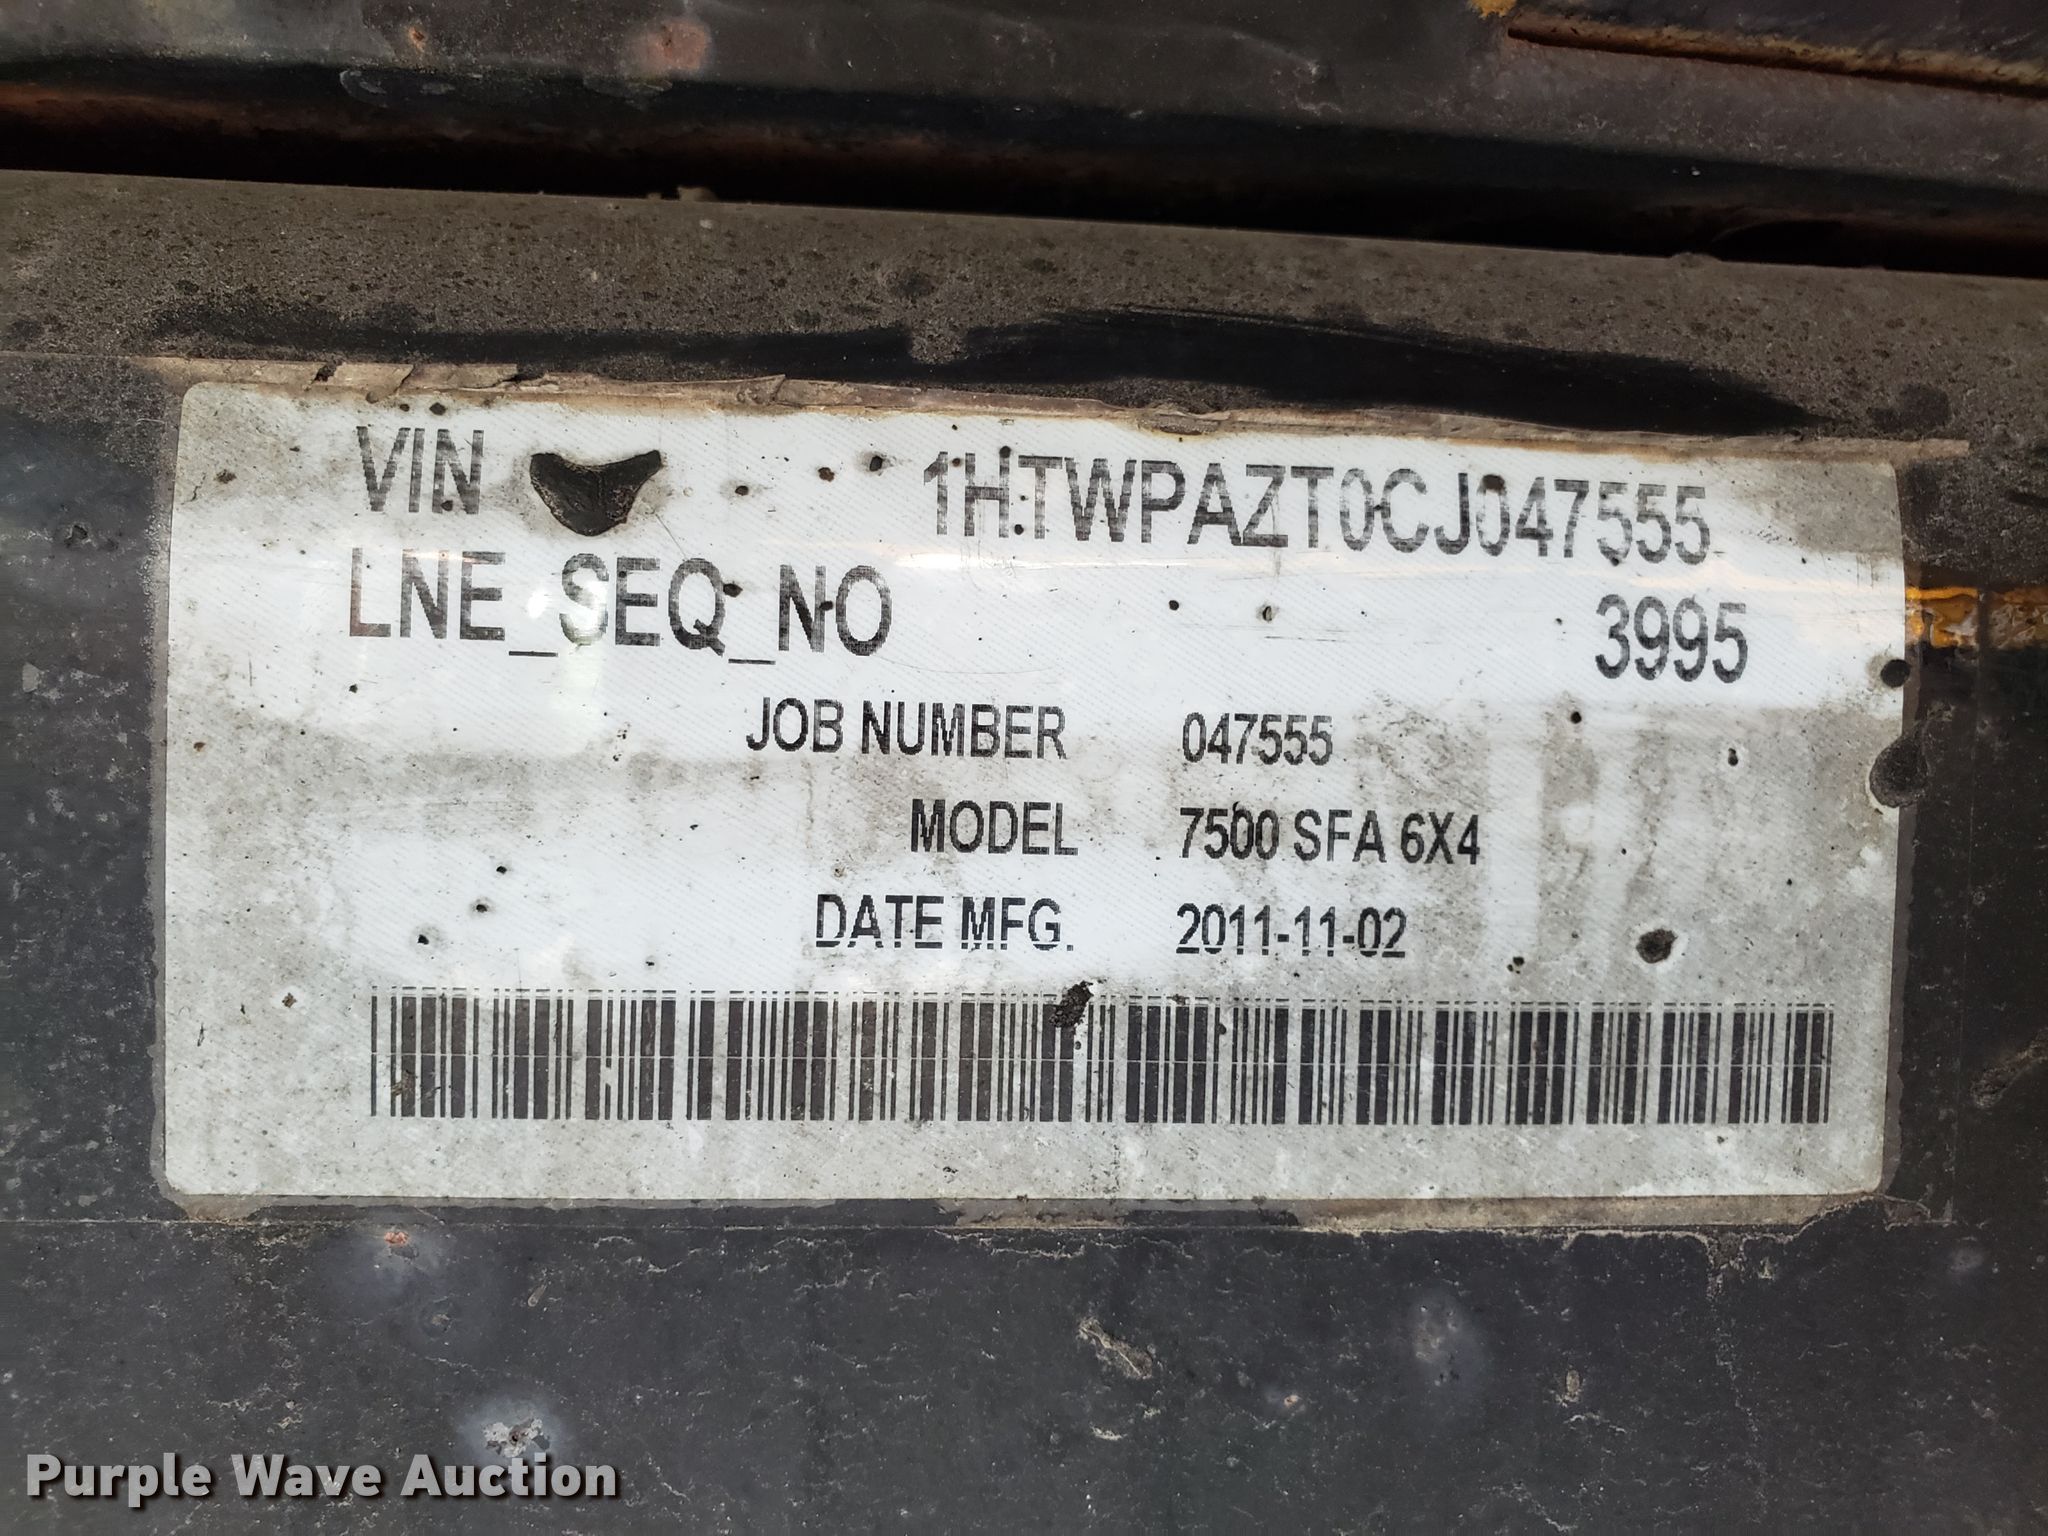 VIN 1HTWPAZT0CJ047555
LNE_SEQ_NO 3995
JOB NUMBER 047555
MODEL 7500 SFA 6X4
DATE MFG. 2011-11-02
Purple Wave Auction